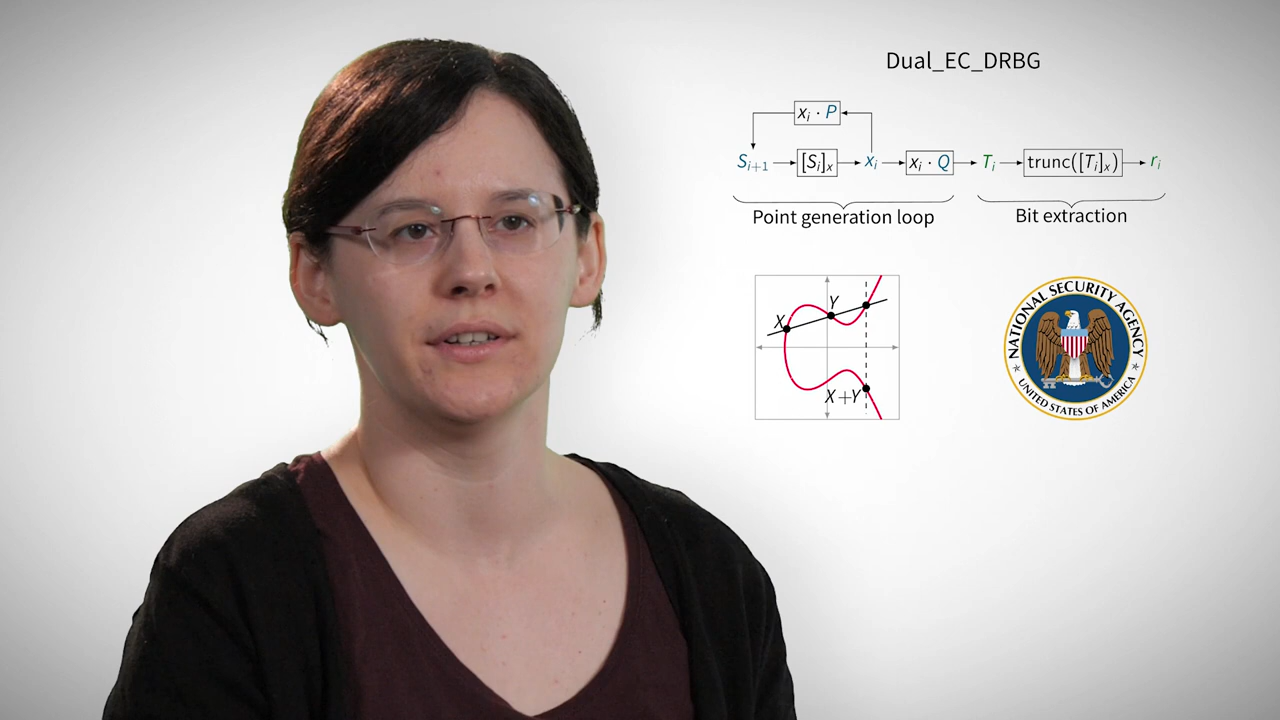 Dual_EC_DRBG
xᵢ · P
Sᵢ₊₁ [Sᵢ]ₓ xᵢ xᵢ · Q Tᵢ trunc([Tᵢ]ₓ) rᵢ
Point generation loop Bit extraction
X Y
X+Y
NATIONAL SECURITY AGENCY
UNITED STATES OF AMERICA